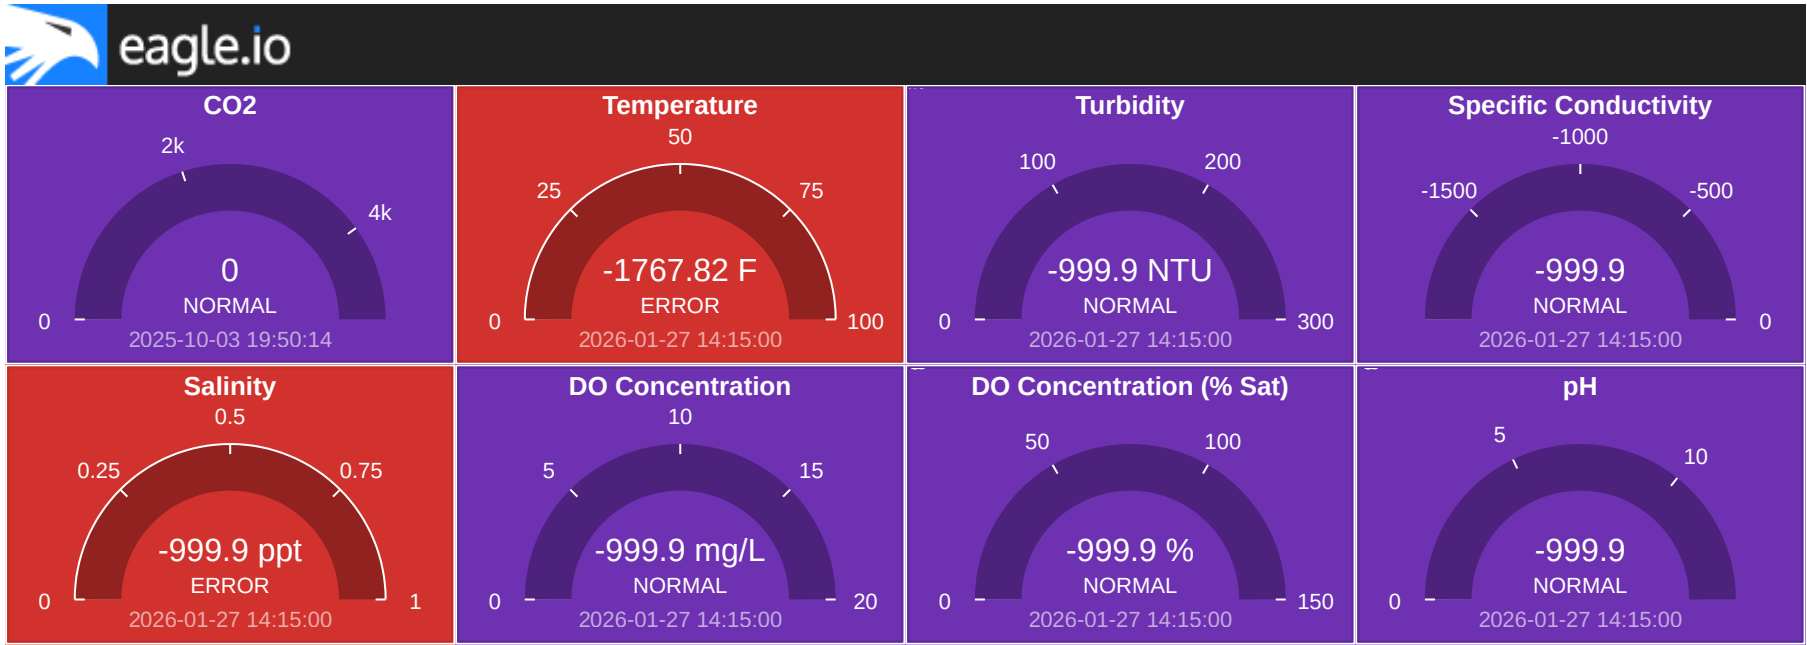 eagle.io
CO2
2k
4k
0
0
NORMAL
2025-10-03 19:50:14
Temperature
50
25
75
-1767.82 F
ERROR
0
100
2026-01-27 14:15:00
Turbidity
100
200
-999.9 NTU
NORMAL
0
300
2026-01-27 14:15:00
Specific Conductivity
-1000
-1500
-500
-999.9
NORMAL
0
2026-01-27 14:15:00
Salinity
0.5
0.25
0.75
-999.9 ppt
ERROR
0
1
2026-01-27 14:15:00
DO Concentration
10
5
15
-999.9 mg/L
NORMAL
0
20
2026-01-27 14:15:00
DO Concentration (% Sat)
50
100
-999.9 %
NORMAL
0
150
2026-01-27 14:15:00
pH
5
10
-999.9
NORMAL
0
2026-01-27 14:15:00